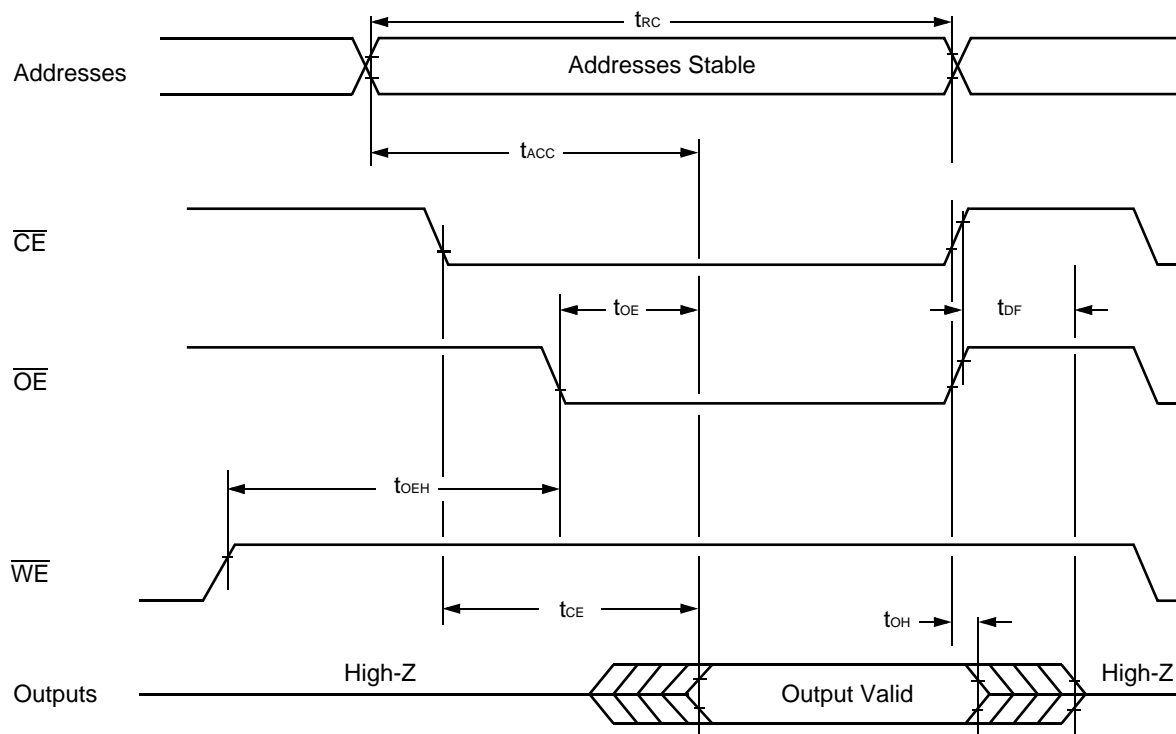 tRC
Addresses
Addresses Stable
tACC
CE
tOE
tDF
OE
tOEH
WE
tCE
tOH
High-Z
High-Z
Outputs
Output Valid